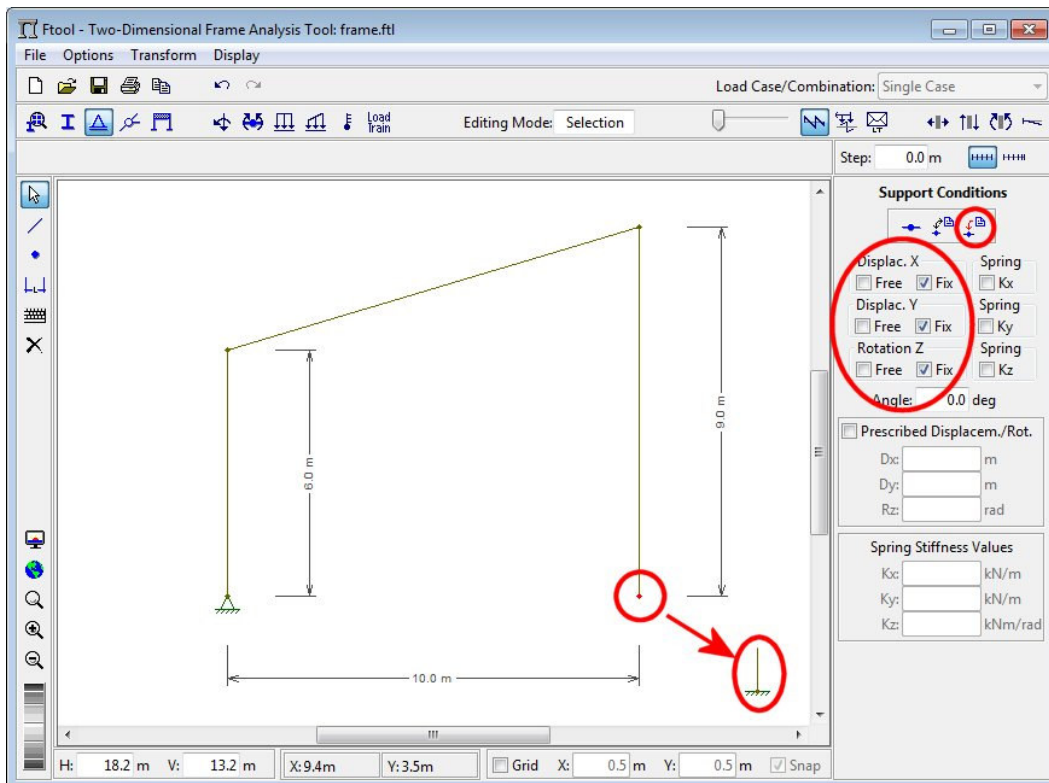 Ftool - Two-Dimensional Frame Analysis Tool: frame.ftl
File Options Transform Display
Load Case/Combination: Single Case
Load Train
Editing Mode: Selection
Step: 0.0 m
Support Conditions
Displac. X Spring
Free Fix Kx
Displac. Y Spring
Free Fix Ky
Rotation Z Spring
Free Fix Kz
Angle: 0.0 deg
Prescribed Displacem./Rot.
Dx: m
Dy: m
Rz: rad
Spring Stiffness Values
Kx: kN/m
Ky: kN/m
Kz: kNm/rad
6.0 m
9.0 m
10.0 m
H: 18.2 m V: 13.2 m X: 9.4m Y: 3.5m Grid X: 0.5 m Y: 0.5 m Snap